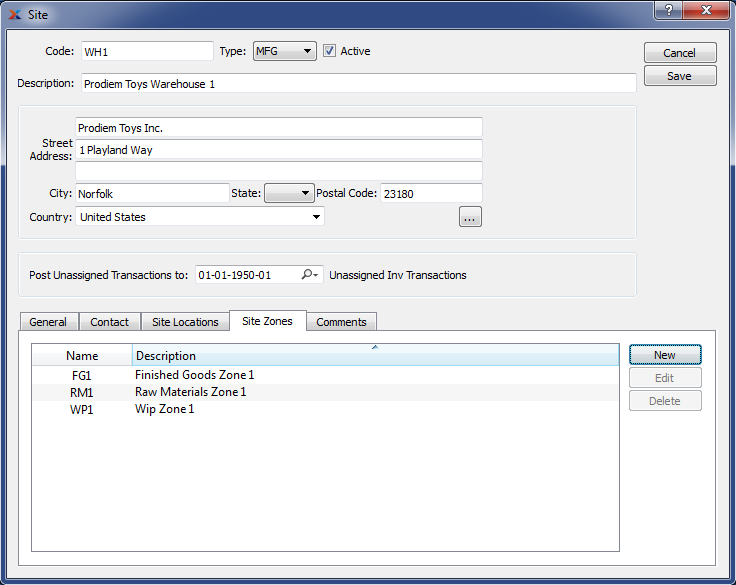 Site
Code: WH1 Type: MFG Active
Cancel
Description: Prodiem Toys Warehouse 1
Save
Street Address:
Prodiem Toys Inc.
1 Playland Way
City: Norfolk State: Postal Code: 23180
Country: United States ...
Post Unassigned Transactions to: 01-01-1950-01 Unassigned Inv Transactions
General Contact Site Locations Site Zones Comments
Name Description
New
FG1 Finished Goods Zone 1
Edit
RM1 Raw Materials Zone 1
Delete
WP1 Wip Zone 1